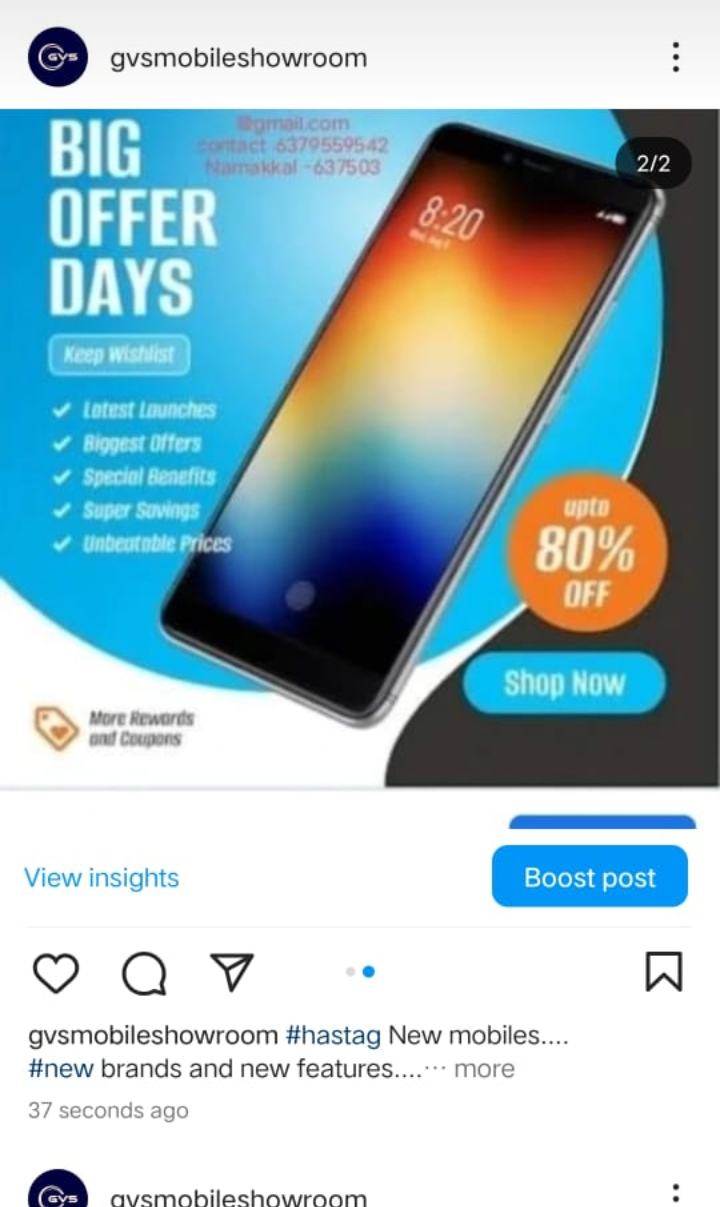 GVS
gvsmobileshowroom
@gmail.com
contact 6379559542
Namakkal -637503
2/2
BIG
OFFER
DAYS
8:20
Keep Wishlist
Latest Launches
Biggest Offers
Special Benefits
Super Savings
Unbeatable Prices
upto
80%
OFF
Shop Now
More Rewards
and Coupons
View insights
Boost post
gvsmobileshowroom #hastag New mobiles....
#new brands and new features....... more
37 seconds ago
GVS
gvsmobileshowroom